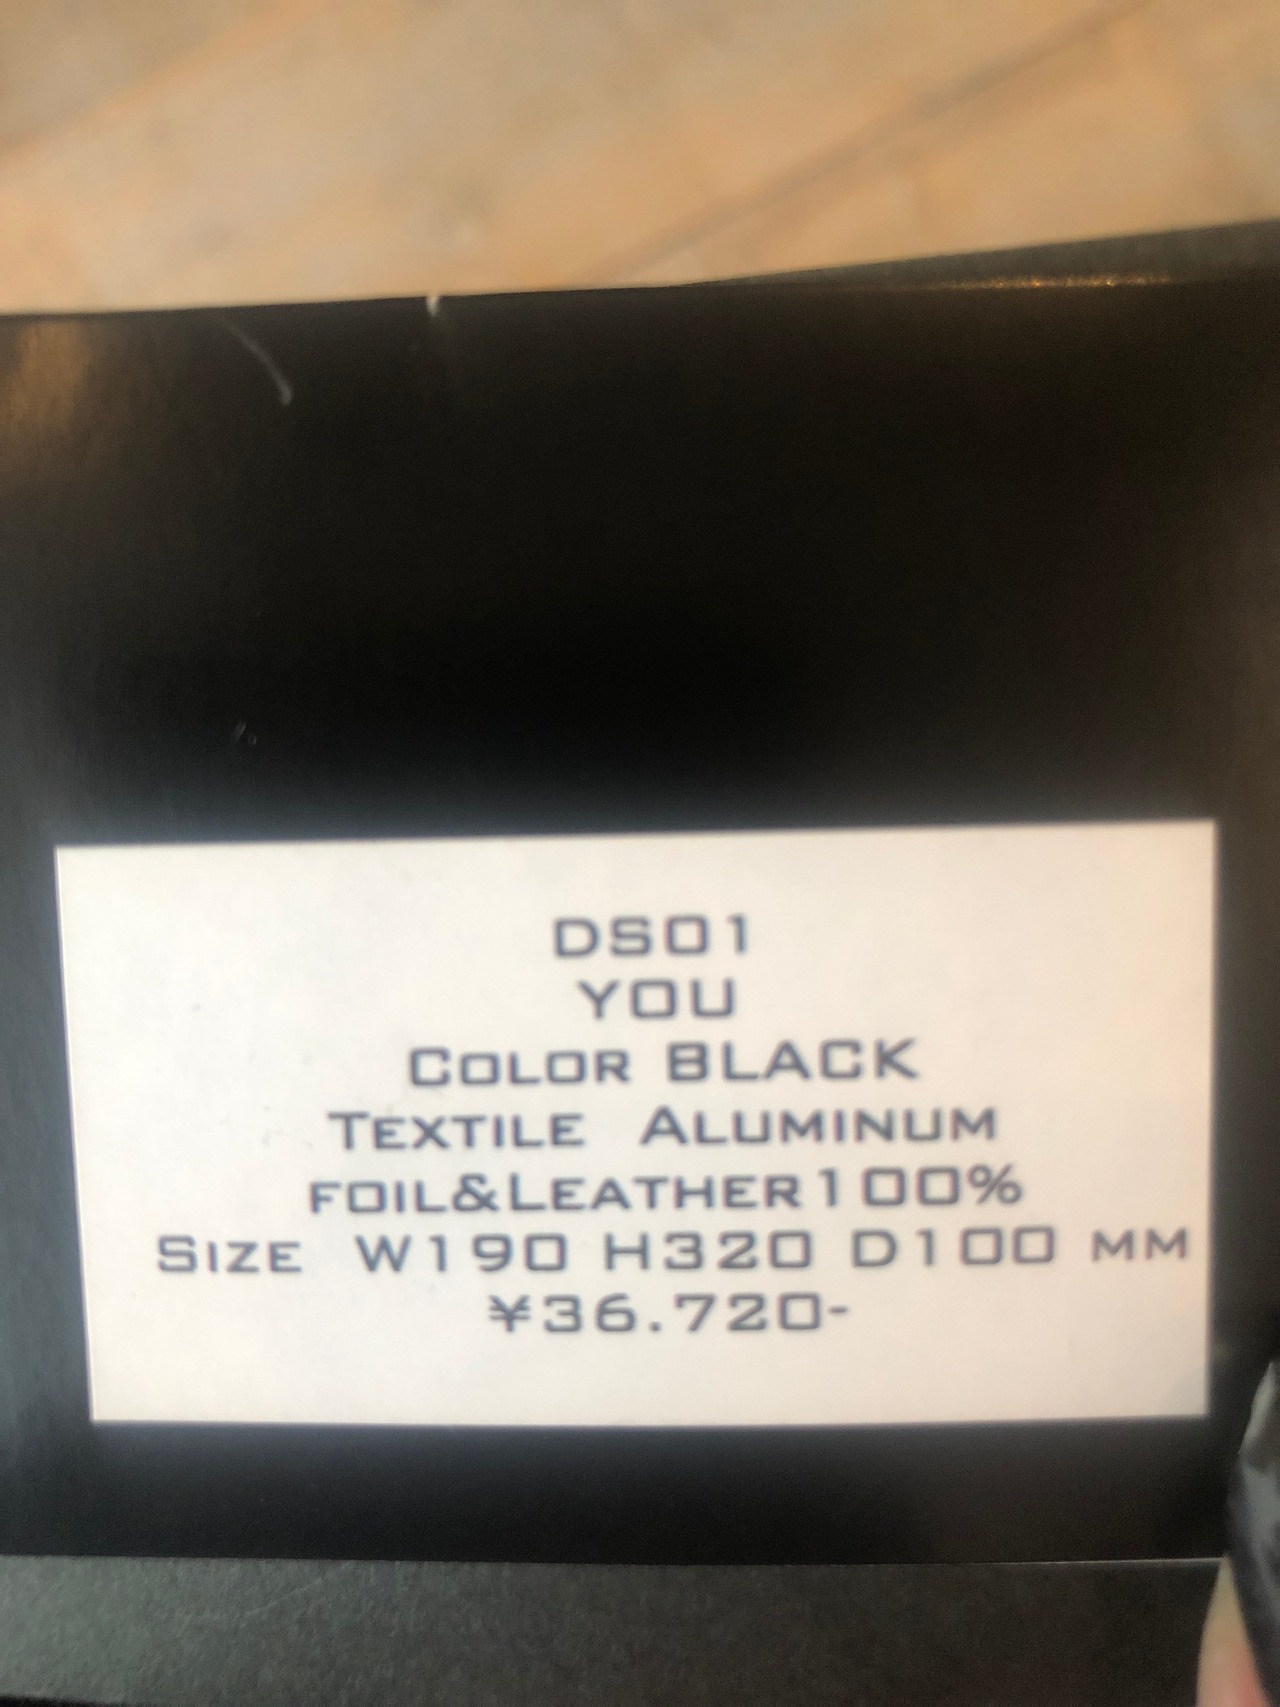 DS01
YOU
COLOR BLACK
TEXTILE ALUMINUM
FOIL&LEATHER100%
SIZE W190 H320 D100 MM
¥36.720-